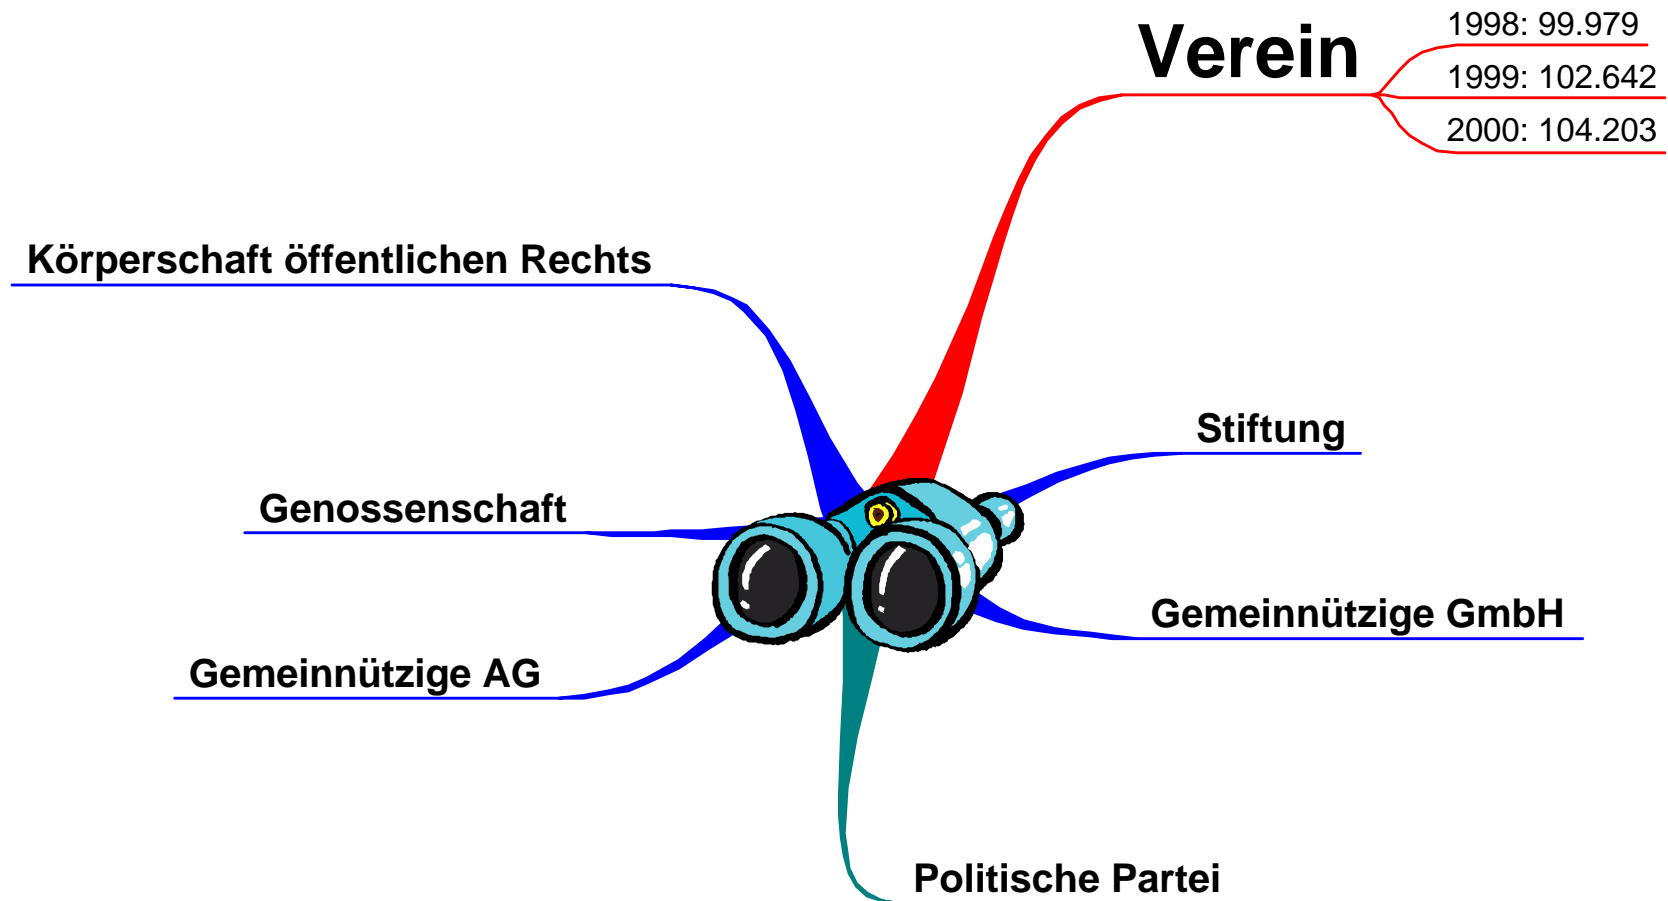 Verein
1998: 99.979
1999: 102.642
2000: 104.203
Körperschaft öffentlichen Rechts
Stiftung
Genossenschaft
Gemeinnützige GmbH
Gemeinnützige AG
Politische Partei